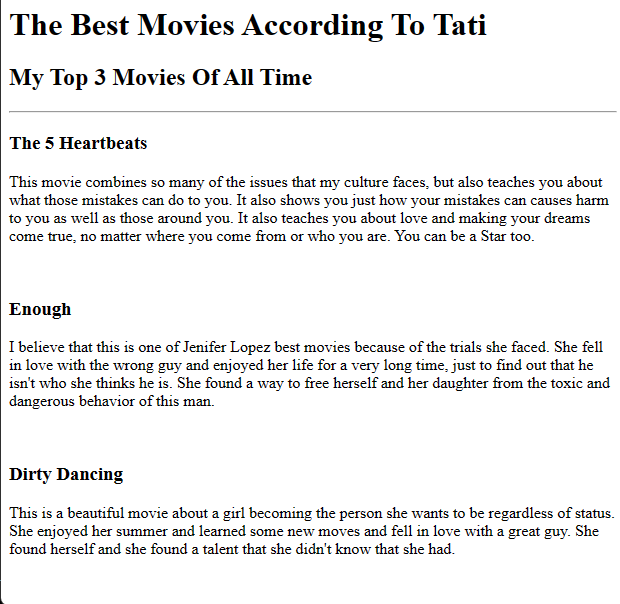 The Best Movies According To Tati
My Top 3 Movies Of All Time
The 5 Heartbeats
This movie combines so many of the issues that my culture faces, but also teaches you about
what those mistakes can do to you. It also shows you just how your mistakes can causes harm
to you as well as those around you. It also teaches you about love and making your dreams
come true, no matter where you come from or who you are. You can be a Star too.
Enough
I believe that this is one of Jenifer Lopez best movies because of the trials she faced. She fell
in love with the wrong guy and enjoyed her life for a very long time, just to find out that he
isn't who she thinks he is. She found a way to free herself and her daughter from the toxic and
dangerous behavior of this man.
Dirty Dancing
This is a beautiful movie about a girl becoming the person she wants to be regardless of status.
She enjoyed her summer and learned some new moves and fell in love with a great guy. She
found herself and she found a talent that she didn't know that she had.